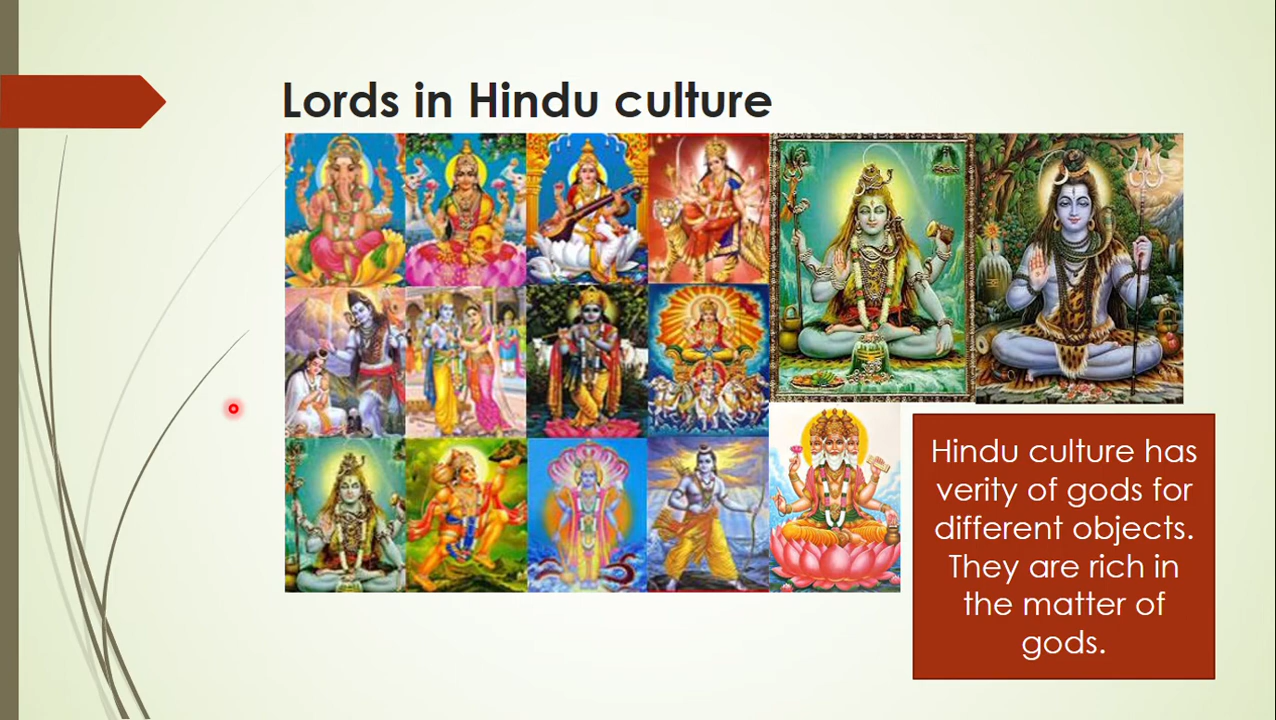 Lords in Hindu culture
Hindu culture has
verity of gods for
different objects.
They are rich in
the matter of
gods.